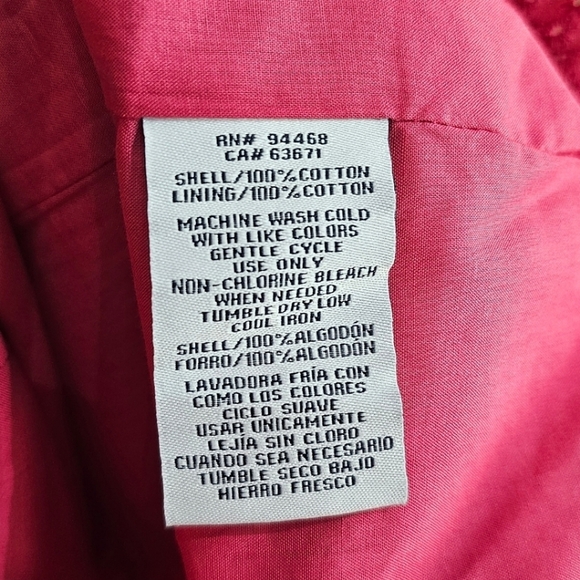 RN# 94468
CA# 63671
SHELL/100%COTTON
LINING/100%COTTON
MACHINE WASH COLD
WITH LIKE COLORS
GENTLE CYCLE
USE ONLY
NON-CHLORINE BLEACH
WHEN NEEDED
TUMBLE DRY LOW
COOL IRON
SHELL/100%ALGODÓN
FORRO/100%ALGODÓN
LAVADORA FRÍA CON
COMO LOS COLORES
CICLO SUAVE
USAR UNICAMENTE
LEJÍA SIN CLORO
CUANDO SEA NECESARIO
TUMBLE SECO BAJO
HIERRO FRESCO